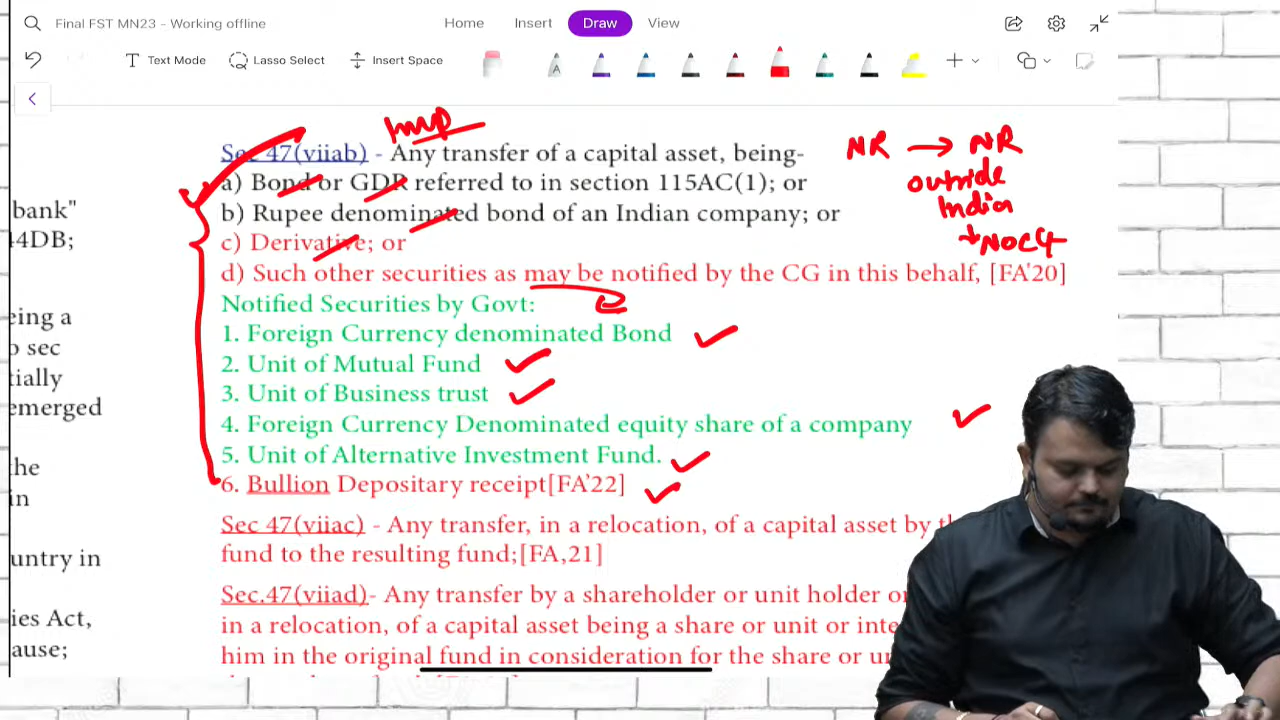 Final FST MN23 - Working offline
Home Insert Draw View
Text Mode Lasso Select Insert Space
Imp
Sec 47(viiab) - Any transfer of a capital asset, being-
a) Bond or GDR referred to in section 115AC(1); or
b) Rupee denominated bond of an Indian company; or
c) Derivative; or
d) Such other securities as may be notified by the CG in this behalf, [FA'20]
Notified Securities by Govt:
1. Foreign Currency denominated Bond
2. Unit of Mutual Fund
3. Unit of Business trust
4. Foreign Currency Denominated equity share of a company
5. Unit of Alternative Investment Fund.
6. Bullion Depositary receipt[FA'22]
Sec 47(viiac) - Any transfer, in a relocation, of a capital asset by
fund to the resulting fund;[FA,21]
Sec.47(viiad)- Any transfer by a shareholder or unit holder
in a relocation, of a capital asset being a share or unit or
him in the original fund in consideration for the share or
NR → NR
outside
India
bank"
4DB;
eing a
sec
tially
emerged
the
in
untry in
ies Act,
ause;